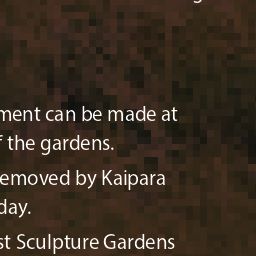 ment can be made at
f the gardens.
emoved by Kaipara
day.
st Sculpture Gardens